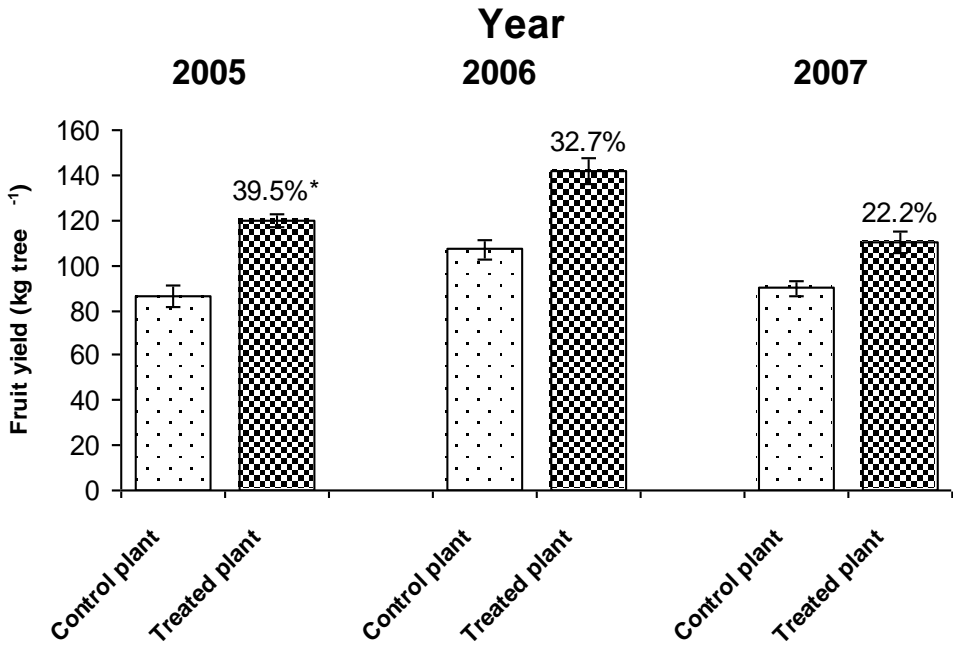 Year
2005 2006 2007
Fruit yield (kg tree -1)
160
140
120
100
80
60
40
20
0
39.5%*
32.7%
22.2%
Control plant
Treated plant
Control plant
Treated plant
Control plant
Treated plant